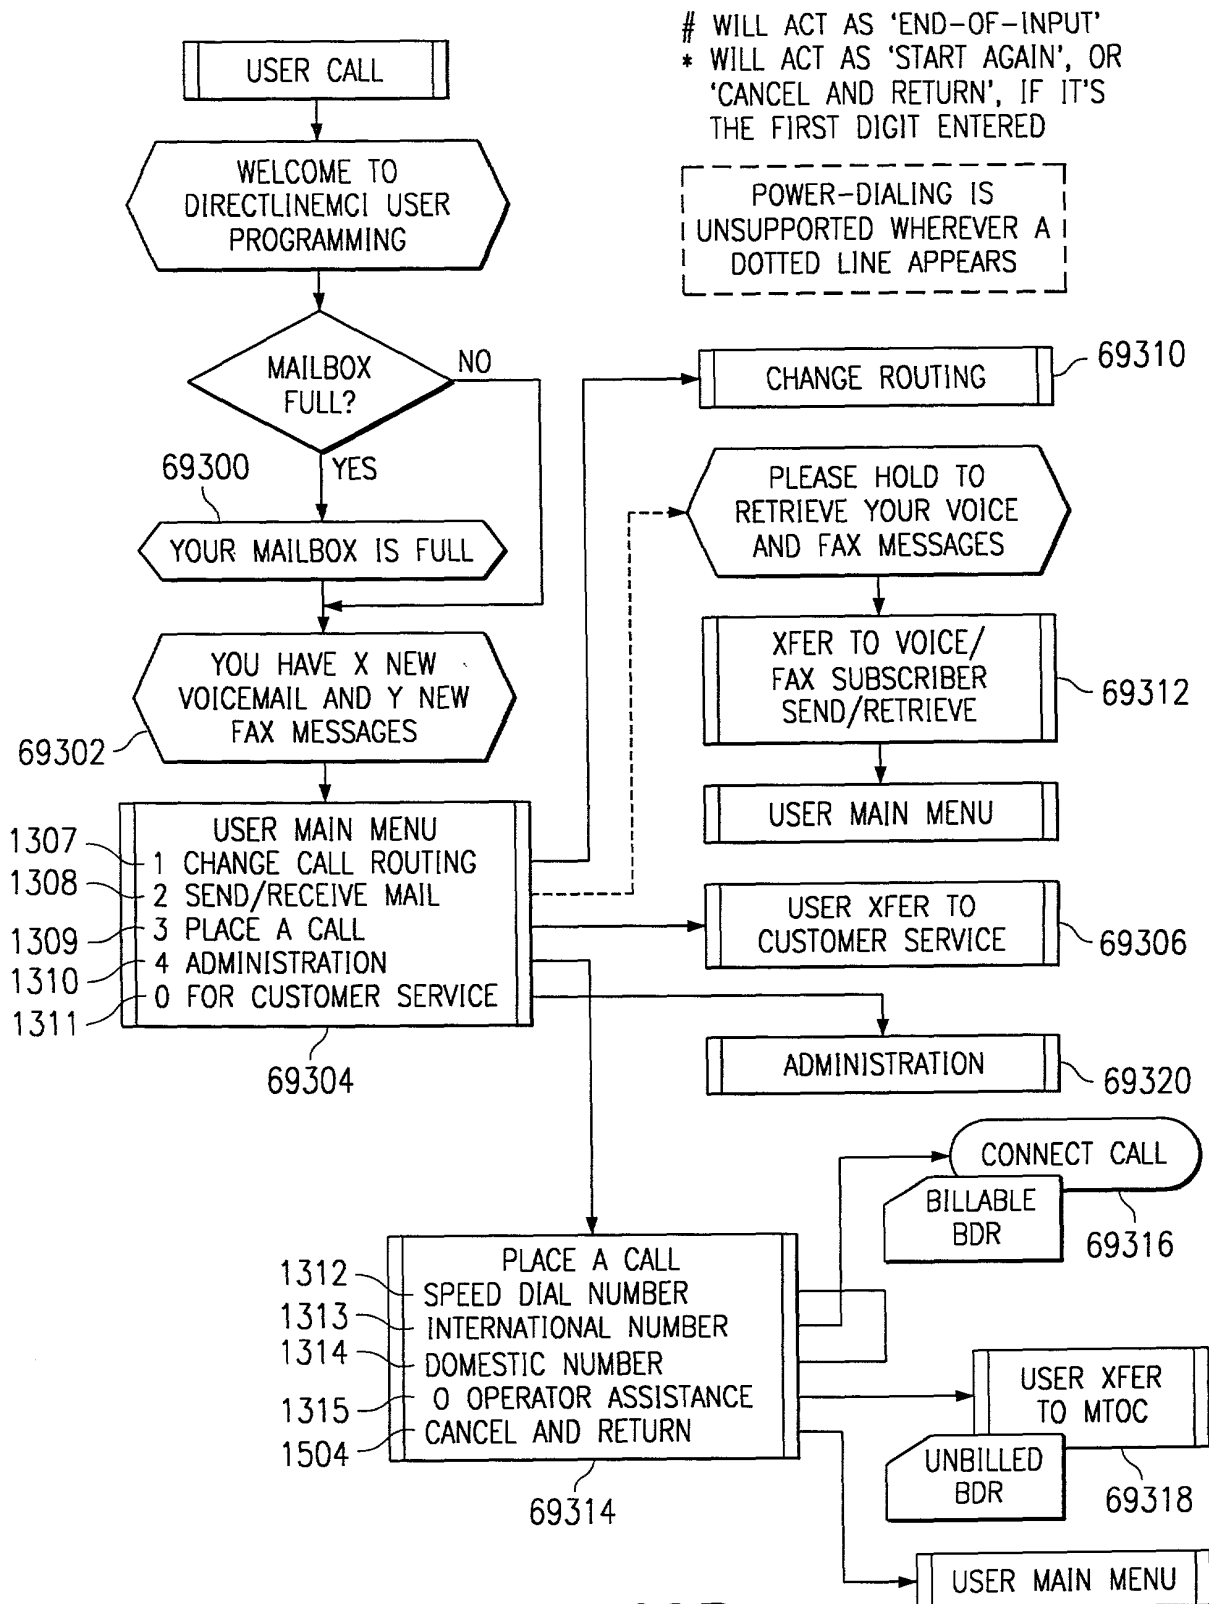 # WILL ACT AS 'END-OF-INPUT'
* WILL ACT AS 'START AGAIN', OR
'CANCEL AND RETURN', IF IT'S
THE FIRST DIGIT ENTERED
POWER-DIALING IS
UNSUPPORTED WHEREVER A
DOTTED LINE APPEARS
USER CALL
WELCOME TO
DIRECTLINEMCI USER
PROGRAMMING
MAILBOX
FULL?
NO
YES
69300
YOUR MAILBOX IS FULL
YOU HAVE X NEW
VOICEMAIL AND Y NEW
FAX MESSAGES
69302
USER MAIN MENU
1307
1 CHANGE CALL ROUTING
1308
2 SEND/RECEIVE MAIL
1309
3 PLACE A CALL
1310
4 ADMINISTRATION
1311
0 FOR CUSTOMER SERVICE
69304
CHANGE ROUTING
69310
PLEASE HOLD TO
RETRIEVE YOUR VOICE
AND FAX MESSAGES
XFER TO VOICE/
FAX SUBSCRIBER
SEND/RETRIEVE
69312
USER MAIN MENU
USER XFER TO
CUSTOMER SERVICE
69306
ADMINISTRATION
69320
CONNECT CALL
BILLABLE
BDR
69316
PLACE A CALL
1312
SPEED DIAL NUMBER
1313
INTERNATIONAL NUMBER
1314
DOMESTIC NUMBER
1315
0 OPERATOR ASSISTANCE
1504
CANCEL AND RETURN
69314
USER XFER
TO MTOC
UNBILLED
BDR
69318
USER MAIN MENU